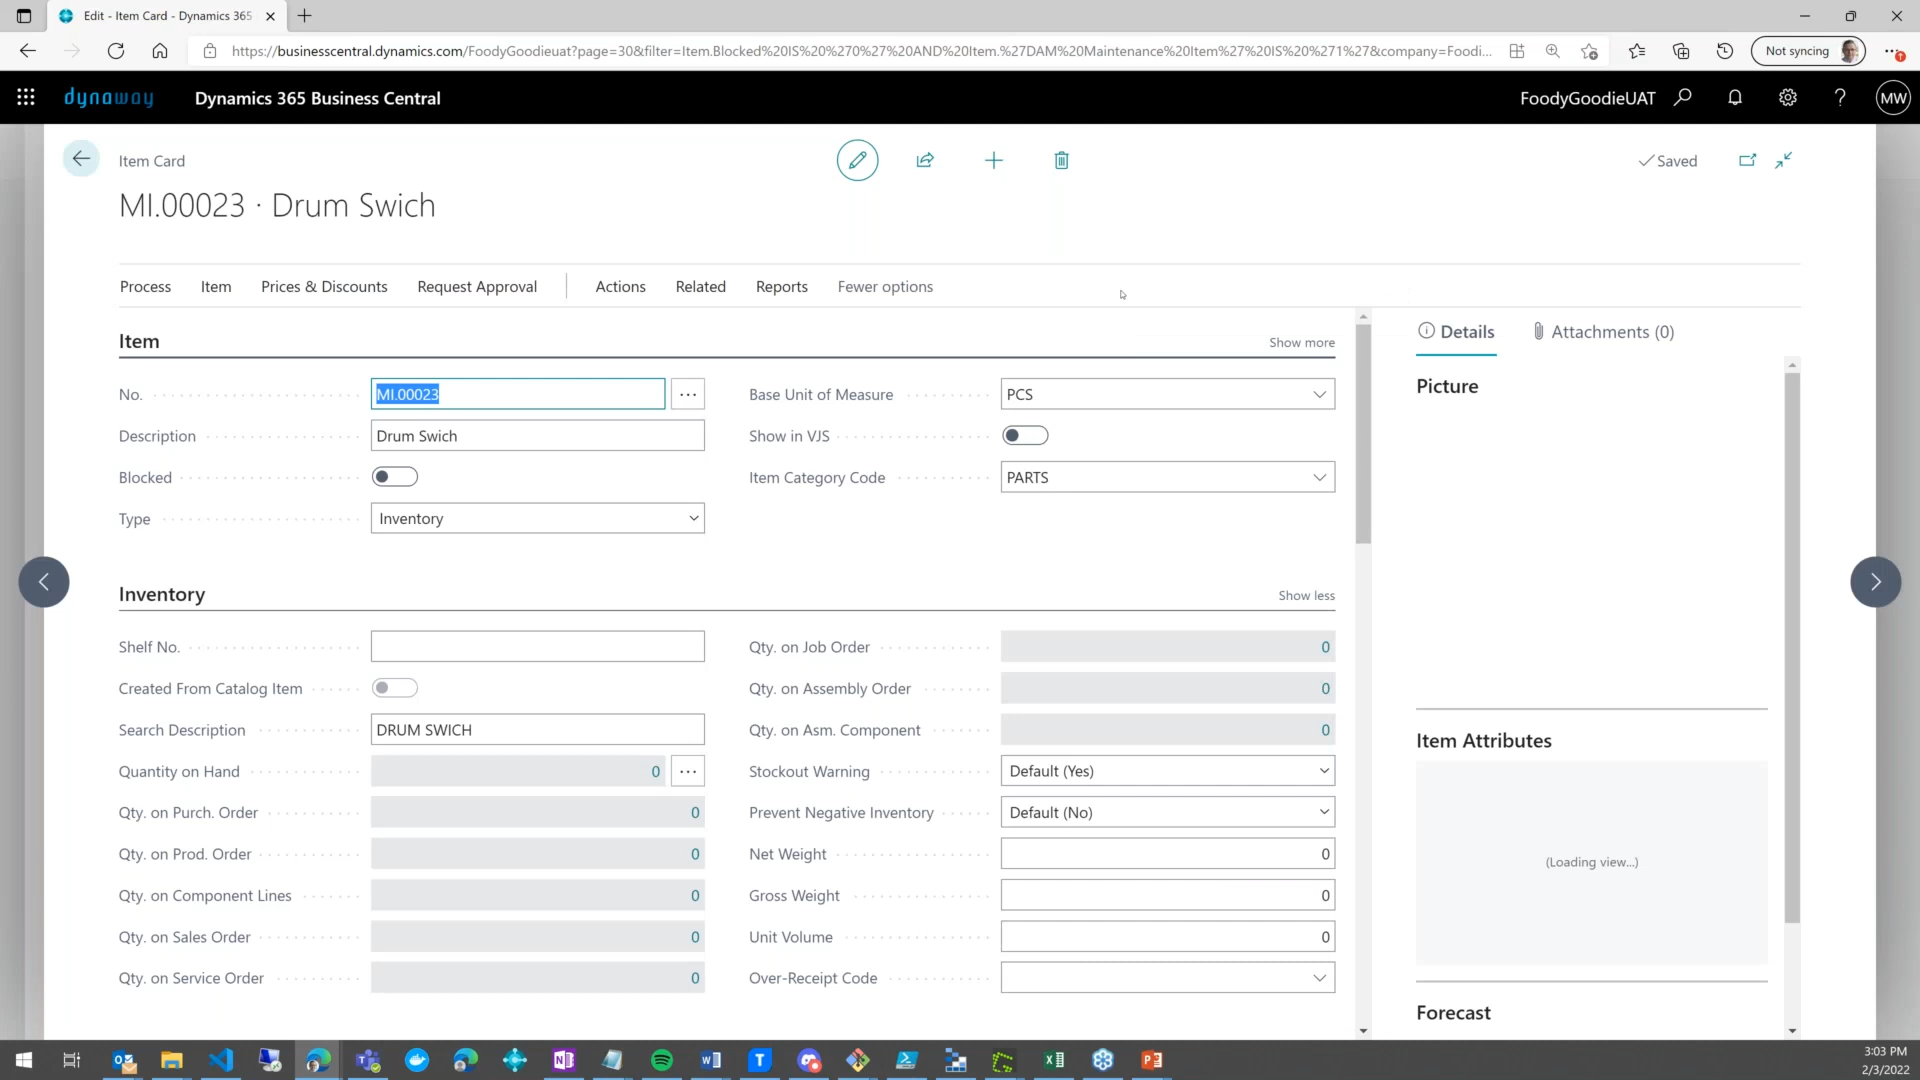 Edit - Item Card - Dynamics 365
https://businesscentral.dynamics.com/FoodyGoodieuat?page=30&filter=Item.Blocked%20IS%20%270%27%20AND%20Item.%27DAM%20Maintenance%20Item%27%20IS%20%271%27&company=Foodi...
Not syncing
dynaway
Dynamics 365 Business Central
FoodyGoodieUAT
MW
Item Card
Saved
MI.00023 · Drum Swich
Process
Item
Prices & Discounts
Request Approval
Actions
Related
Reports
Fewer options
Item
Show more
No.
MI.00023
Base Unit of Measure
PCS
Description
Drum Swich
Show in VJS
Blocked
Item Category Code
PARTS
Type
Inventory
Inventory
Show less
Shelf No.
Qty. on Job Order
0
Created From Catalog Item
Qty. on Assembly Order
0
Search Description
DRUM SWICH
Qty. on Asm. Component
0
Quantity on Hand
0
Stockout Warning
Default (Yes)
Qty. on Purch. Order
0
Prevent Negative Inventory
Default (No)
Qty. on Prod. Order
0
Net Weight
0
Qty. on Component Lines
0
Gross Weight
0
Qty. on Sales Order
0
Unit Volume
0
Qty. on Service Order
0
Over-Receipt Code
Details
Attachments (0)
Picture
Item Attributes
(Loading view...)
Forecast
3:03 PM
2/3/2022